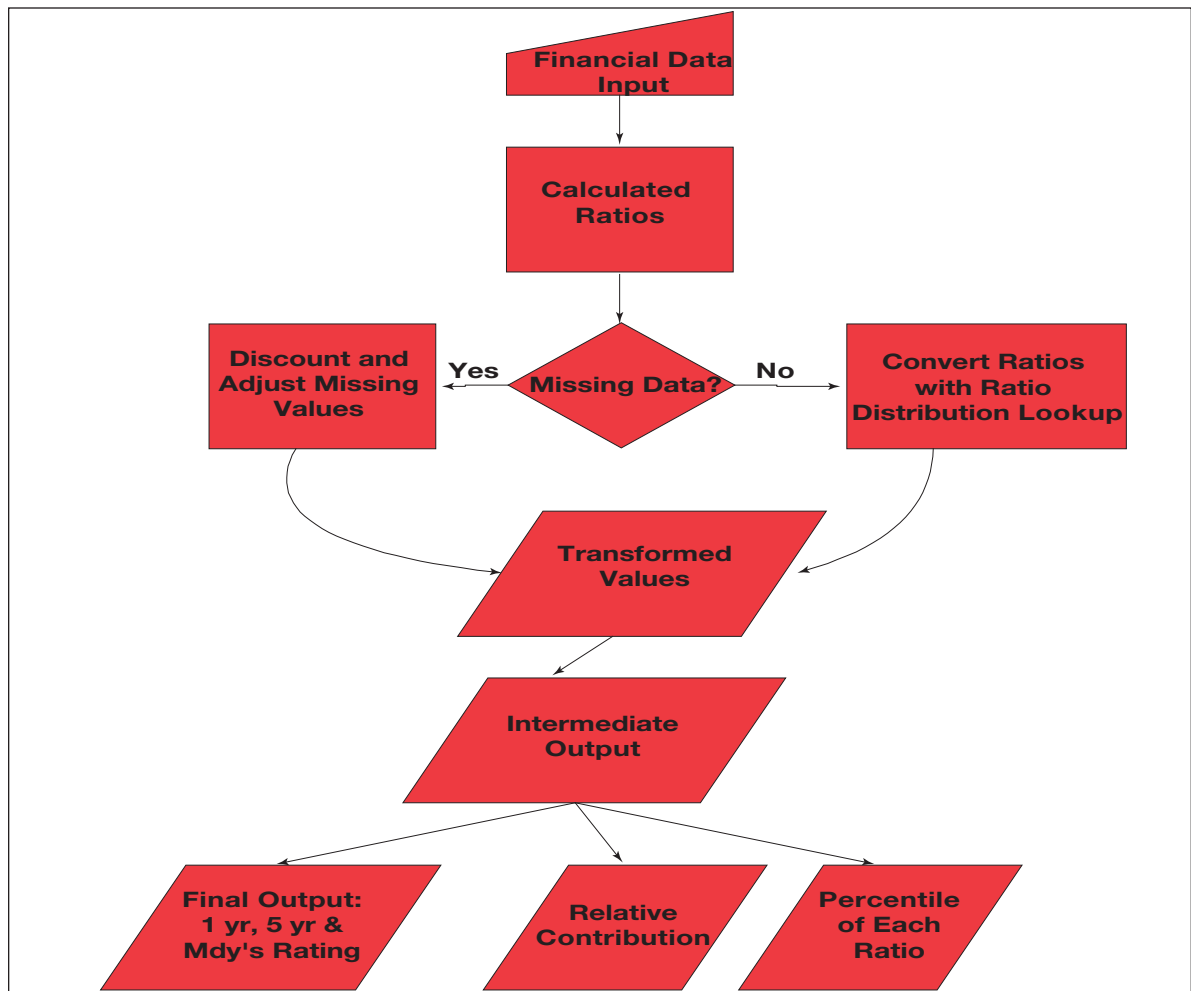 Financial Data
Input
Calculated
Ratios
Discount and
Adjust Missing
Values
Yes
Missing Data?
No
Convert Ratios
with Ratio
Distribution Lookup
Transformed
Values
Intermediate
Output
Final Output:
1 yr, 5 yr &
Mdy's Rating
Relative
Contribution
Percentile
of Each
Ratio